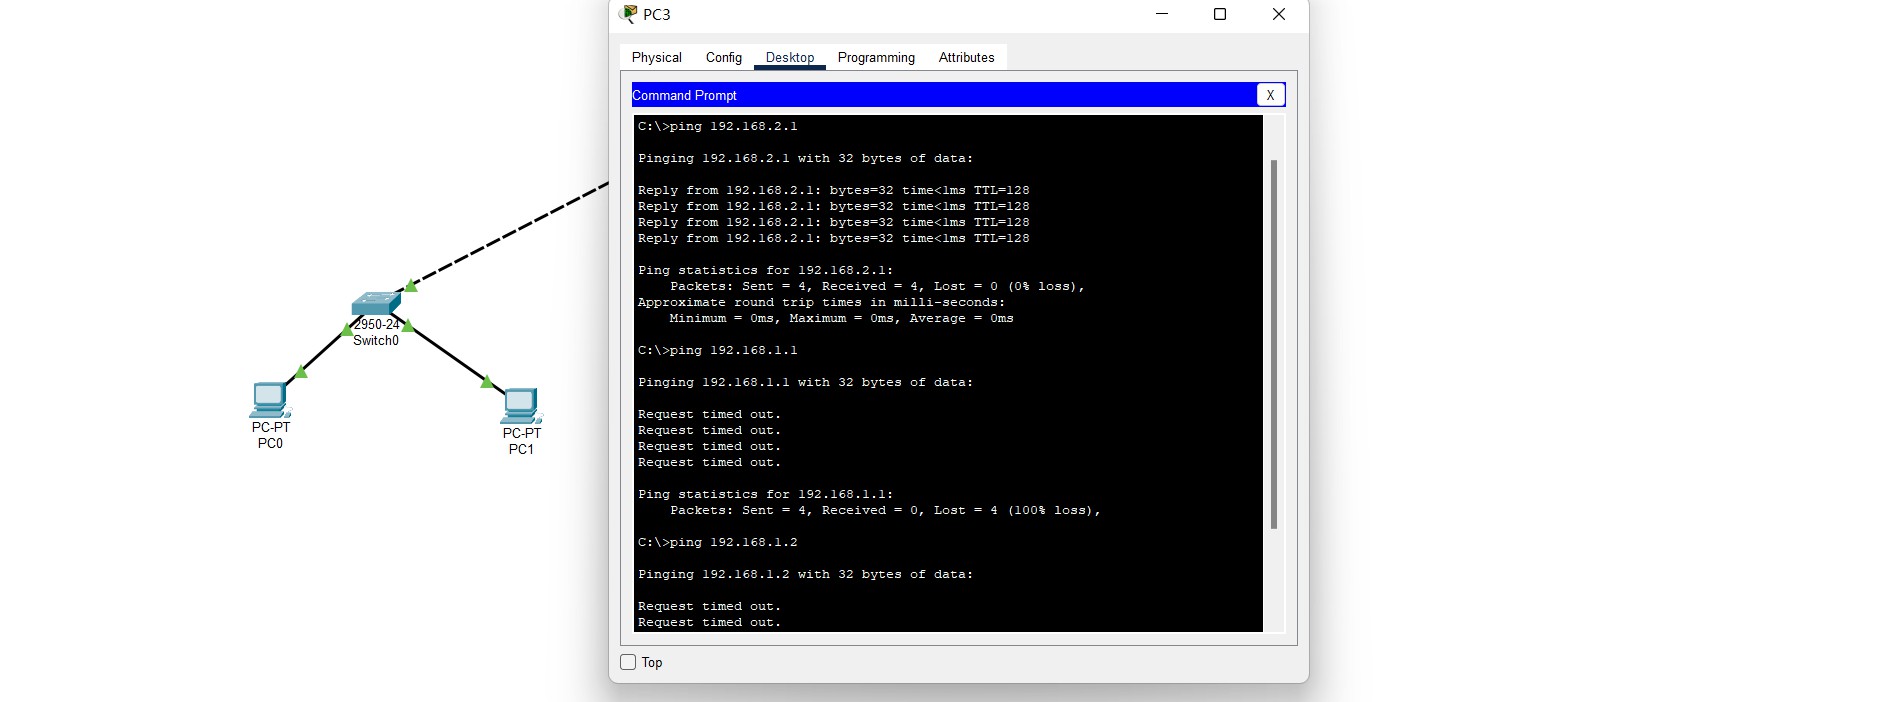 PC3
Physical Config Desktop Programming Attributes
Command Prompt X
C:\>ping 192.168.2.1
Pinging 192.168.2.1 with 32 bytes of data:
Reply from 192.168.2.1: bytes=32 time<1ms TTL=128
Reply from 192.168.2.1: bytes=32 time<1ms TTL=128
Reply from 192.168.2.1: bytes=32 time<1ms TTL=128
Reply from 192.168.2.1: bytes=32 time<1ms TTL=128
Ping statistics for 192.168.2.1:
Packets: Sent = 4, Received = 4, Lost = 0 (0% loss),
Approximate round trip times in milli-seconds:
Minimum = 0ms, Maximum = 0ms, Average = 0ms
C:\>ping 192.168.1.1
Pinging 192.168.1.1 with 32 bytes of data:
Request timed out.
Request timed out.
Request timed out.
Request timed out.
Ping statistics for 192.168.1.1:
Packets: Sent = 4, Received = 0, Lost = 4 (100% loss),
C:\>ping 192.168.1.2
Pinging 192.168.1.2 with 32 bytes of data:
Request timed out.
Request timed out.
Top
2950-24
Switch0
PC-PT
PC0
PC-PT
PC1